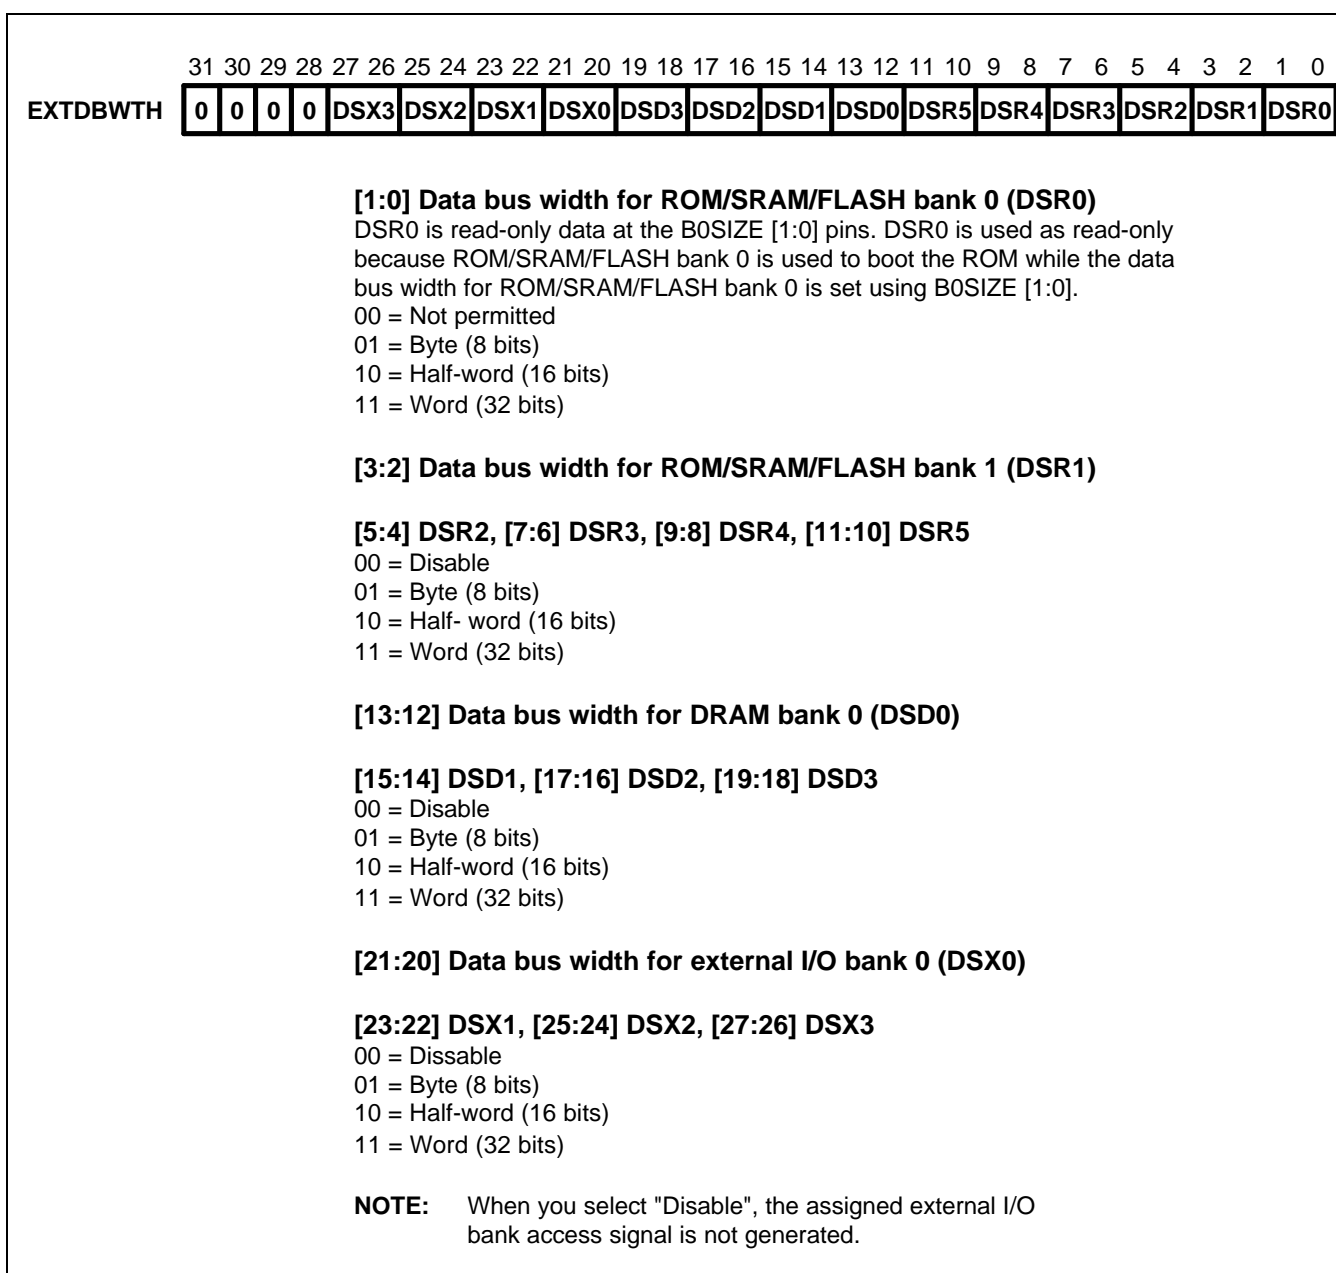 31 30 29 28 27 26 25 24 23 22 21 20 19 18 17 16 15 14 13 12 11 10 9 8 7 6 5 4 3 2 1 0
EXTDBWTH 0 0 0 0 DSX3 DSX2 DSX1 DSX0 DSD3 DSD2 DSD1 DSD0 DSR5 DSR4 DSR3 DSR2 DSR1 DSR0
[1:0] Data bus width for ROM/SRAM/FLASH bank 0 (DSR0)
DSR0 is read-only data at the B0SIZE [1:0] pins. DSR0 is used as read-only
because ROM/SRAM/FLASH bank 0 is used to boot the ROM while the data
bus width for ROM/SRAM/FLASH bank 0 is set using B0SIZE [1:0].
00 = Not permitted
01 = Byte (8 bits)
10 = Half-word (16 bits)
11 = Word (32 bits)
[3:2] Data bus width for ROM/SRAM/FLASH bank 1 (DSR1)
[5:4] DSR2, [7:6] DSR3, [9:8] DSR4, [11:10] DSR5
00 = Disable
01 = Byte (8 bits)
10 = Half- word (16 bits)
11 = Word (32 bits)
[13:12] Data bus width for DRAM bank 0 (DSD0)
[15:14] DSD1, [17:16] DSD2, [19:18] DSD3
00 = Disable
01 = Byte (8 bits)
10 = Half-word (16 bits)
11 = Word (32 bits)
[21:20] Data bus width for external I/O bank 0 (DSX0)
[23:22] DSX1, [25:24] DSX2, [27:26] DSX3
00 = Dissable
01 = Byte (8 bits)
10 = Half-word (16 bits)
11 = Word (32 bits)
NOTE: When you select "Disable", the assigned external I/O
bank access signal is not generated.